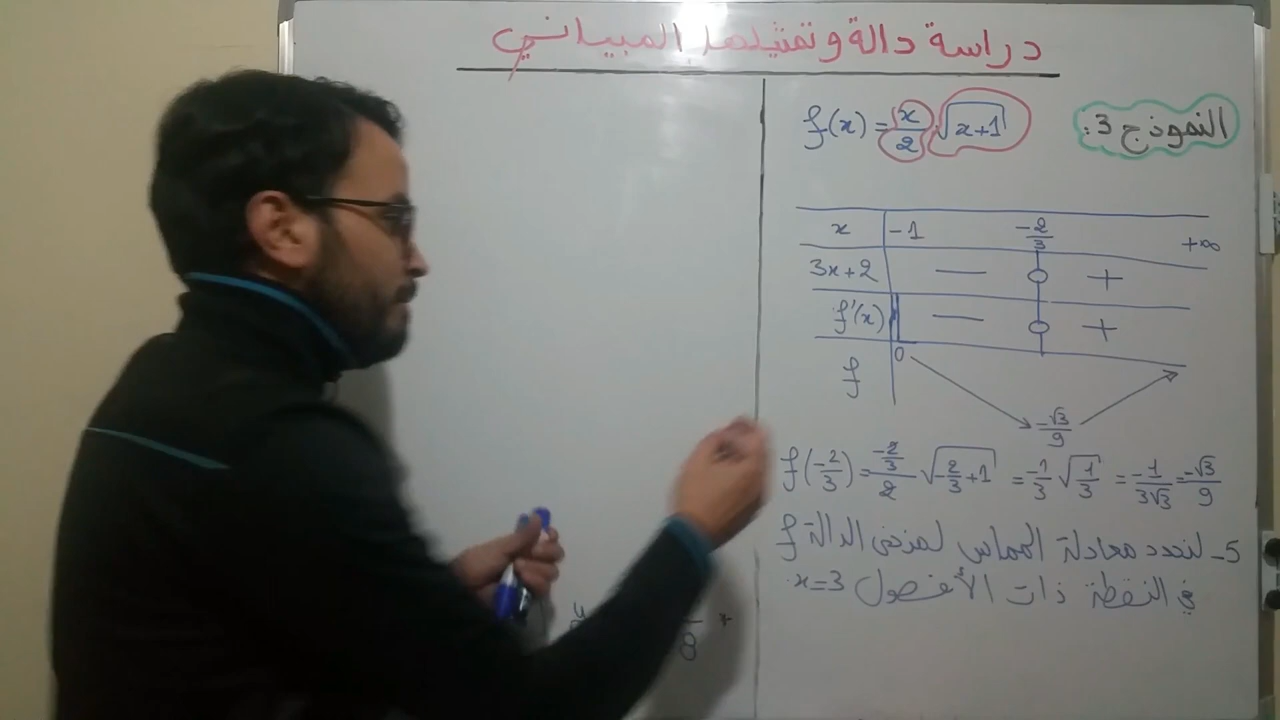 دراسة دالة وتمثيلها المبياني
النموذج 3:
f(x) = x/2 √(x+1)
x | -1 | -2/3 | +∞
3x+2 | — | 0 | +
f'(x) | — | 0 | +
f | 0 | -√3/9
f(-2/3) = (-2/3)/2 √(-2/3+1) = -1/3 √(1/3) = -1/(3√3) = -√3/9
5- لنحدد معادلة المماس لمنحنى الدالة f
في النقطة ذات الأفصول x=3.